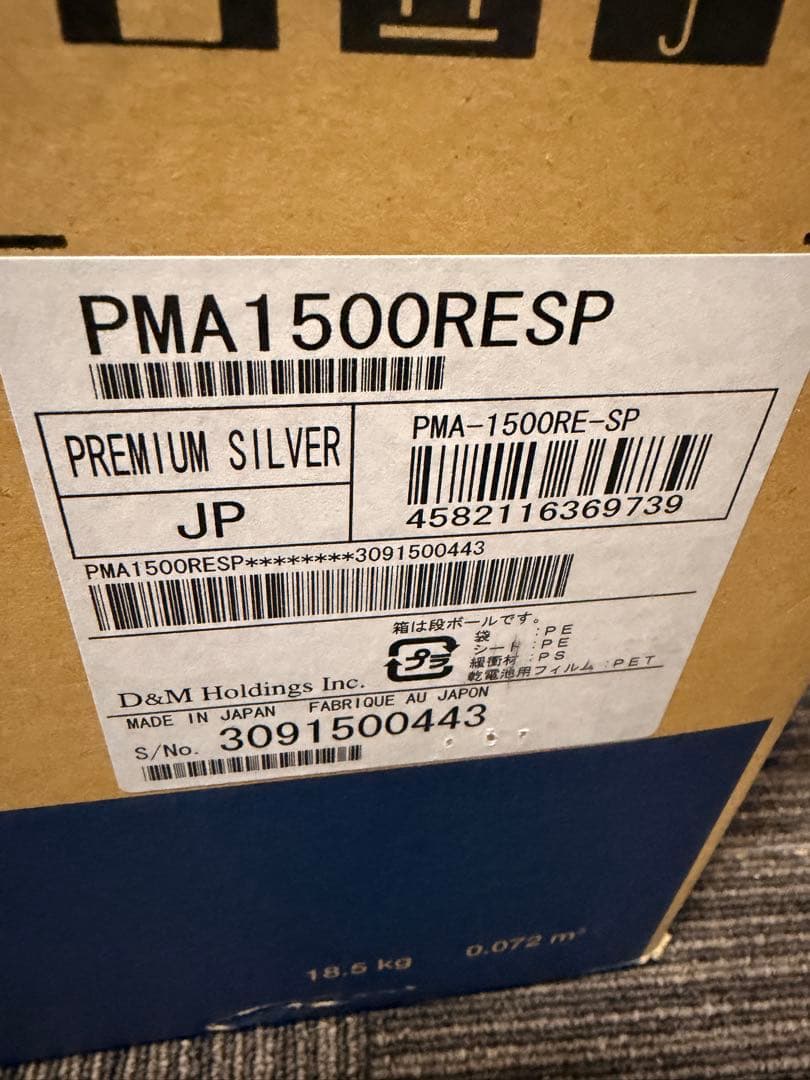 PMA1500RESP
PREMIUM SILVER
JP
PMA-1500RE-SP
4582116369739
PMA1500RESP********3091500443
箱は段ボールです。
プラ
袋 :PE
シート :PE
緩衝材 :PS
乾電池用フィルム :PET
D&M Holdings Inc.
MADE IN JAPAN FABRIQUE AU JAPON
S/No. 3091500443
18.5 kg 0.072 m³